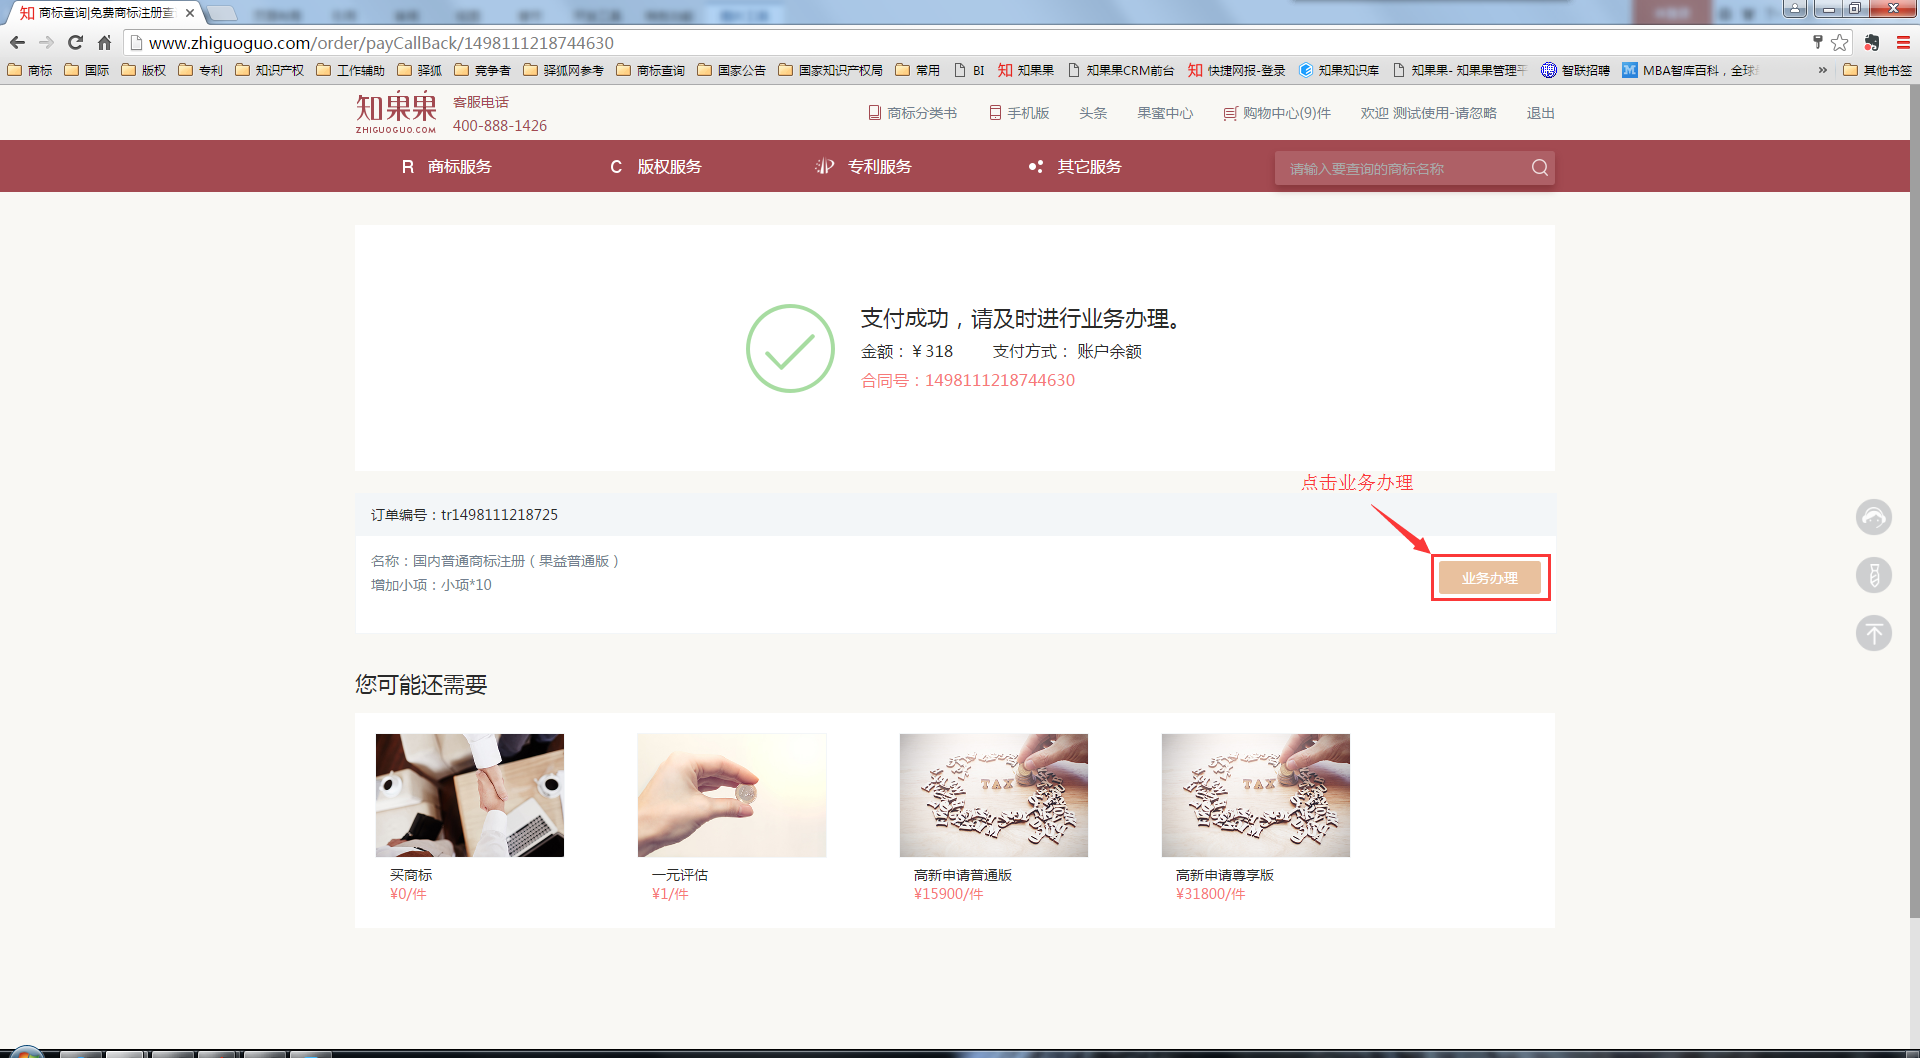 知 商标查询|免费商标注册查
www.zhiguoguo.com/order/payCallBack/1498111218744630
商标 国际 版权 专利 知识产权 工作辅助 驿狐 竞争者 驿狐网参考 商标查询 国家公告 国家知识产权局 常用 BI 知 知果果 知果果CRM前台 知 快捷网报-登录 知果知识库 知果果- 知果果管理平 智联招聘 M MBA智库百科，全球 » 其他书签
知果果
ZHIGUOGUO.COM
客服电话
400-888-1426
商标分类书 手机版 头条 果蜜中心 购物中心(9)件 欢迎 测试使用-请忽略 退出
R 商标服务 C 版权服务 专利服务 其它服务 请输入要查询的商标名称
支付成功，请及时进行业务办理。
金额：￥318 支付方式： 账户余额
合同号：1498111218744630
点击业务办理
订单编号：tr1498111218725
名称：国内普通商标注册（果益普通版）
增加小项：小项*10
业务办理
您可能还需要
TAX
TAX
买商标 一元评估 高新申请普通版 高新申请尊享版
¥0/件 ¥1/件 ¥15900/件 ¥31800/件